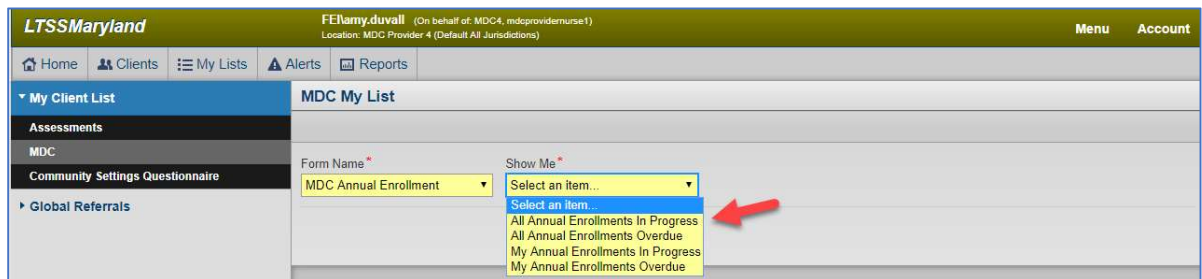 LTSSMaryland
FEI\amy.duvall (On behalf of: MDC4, mdcprovidernurse1)
Location: MDC Provider 4 (Default All Jurisdictions)
Menu Account
Home Clients My Lists Alerts Reports
My Client List
Assessments
MDC
Community Settings Questionnaire
Global Referrals
MDC My List
Form Name* Show Me*
MDC Annual Enrollment Select an item...
Select an item...
All Annual Enrollments In Progress
All Annual Enrollments Overdue
My Annual Enrollments In Progress
My Annual Enrollments Overdue